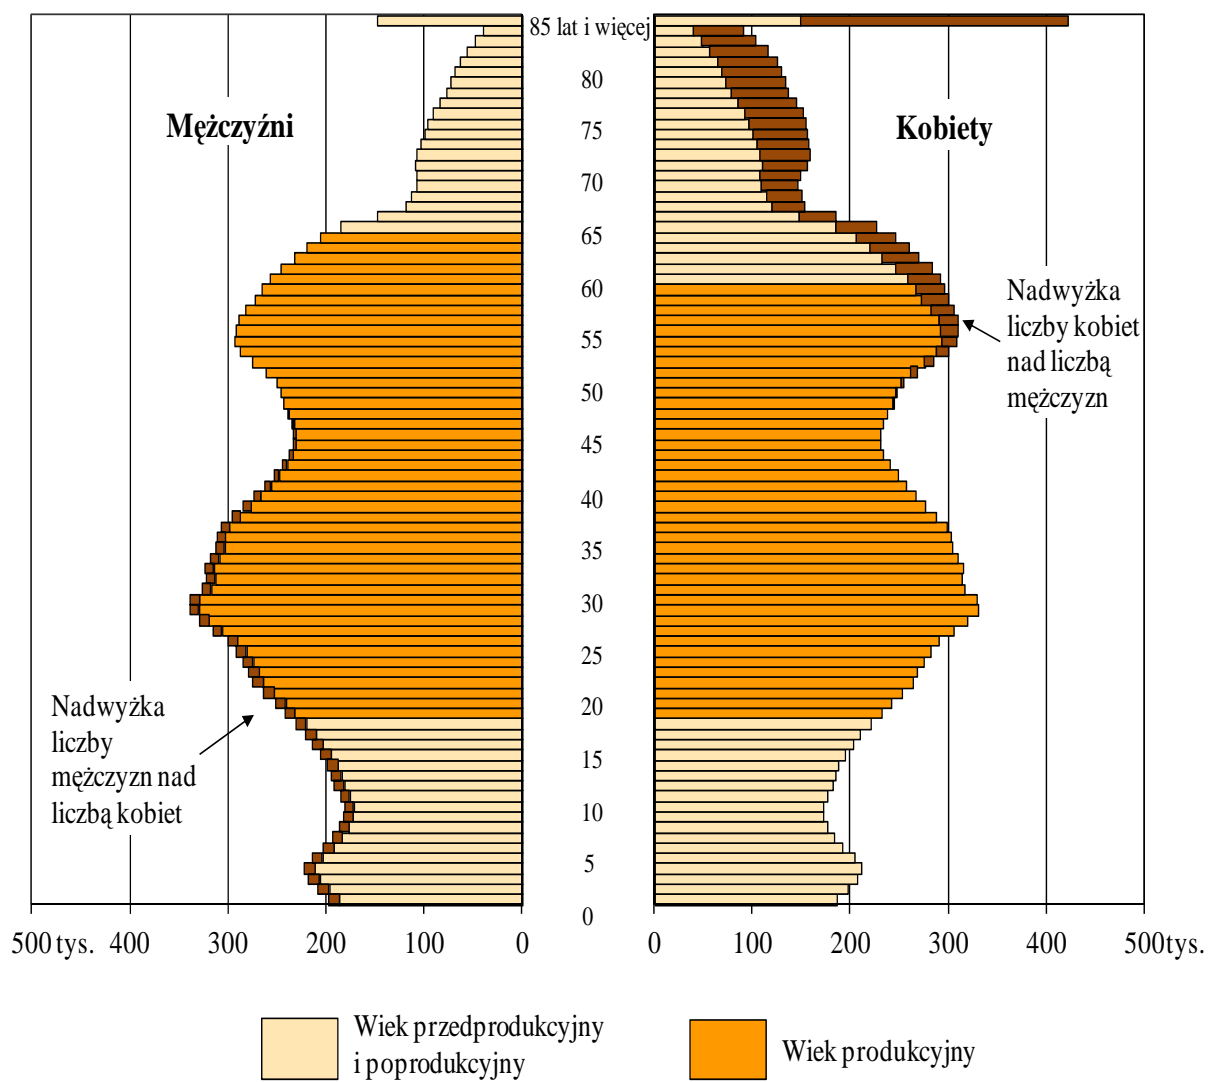 85 lat i więcej
80
75
70
65
60
55
50
45
40
35
30
25
20
15
10
5
0
Mężczyźni
Kobiety
Nadwyżka
liczby kobiet
nad liczbą
mężczyzn
Nadwyżka
liczby
mężczyzn nad
liczbą kobiet
500 tys. 400 300 200 100 0
0 100 200 300 400 500 tys.
Wiek przedprodukcyjny
i poprodukcyjny
Wiek produkcyjny